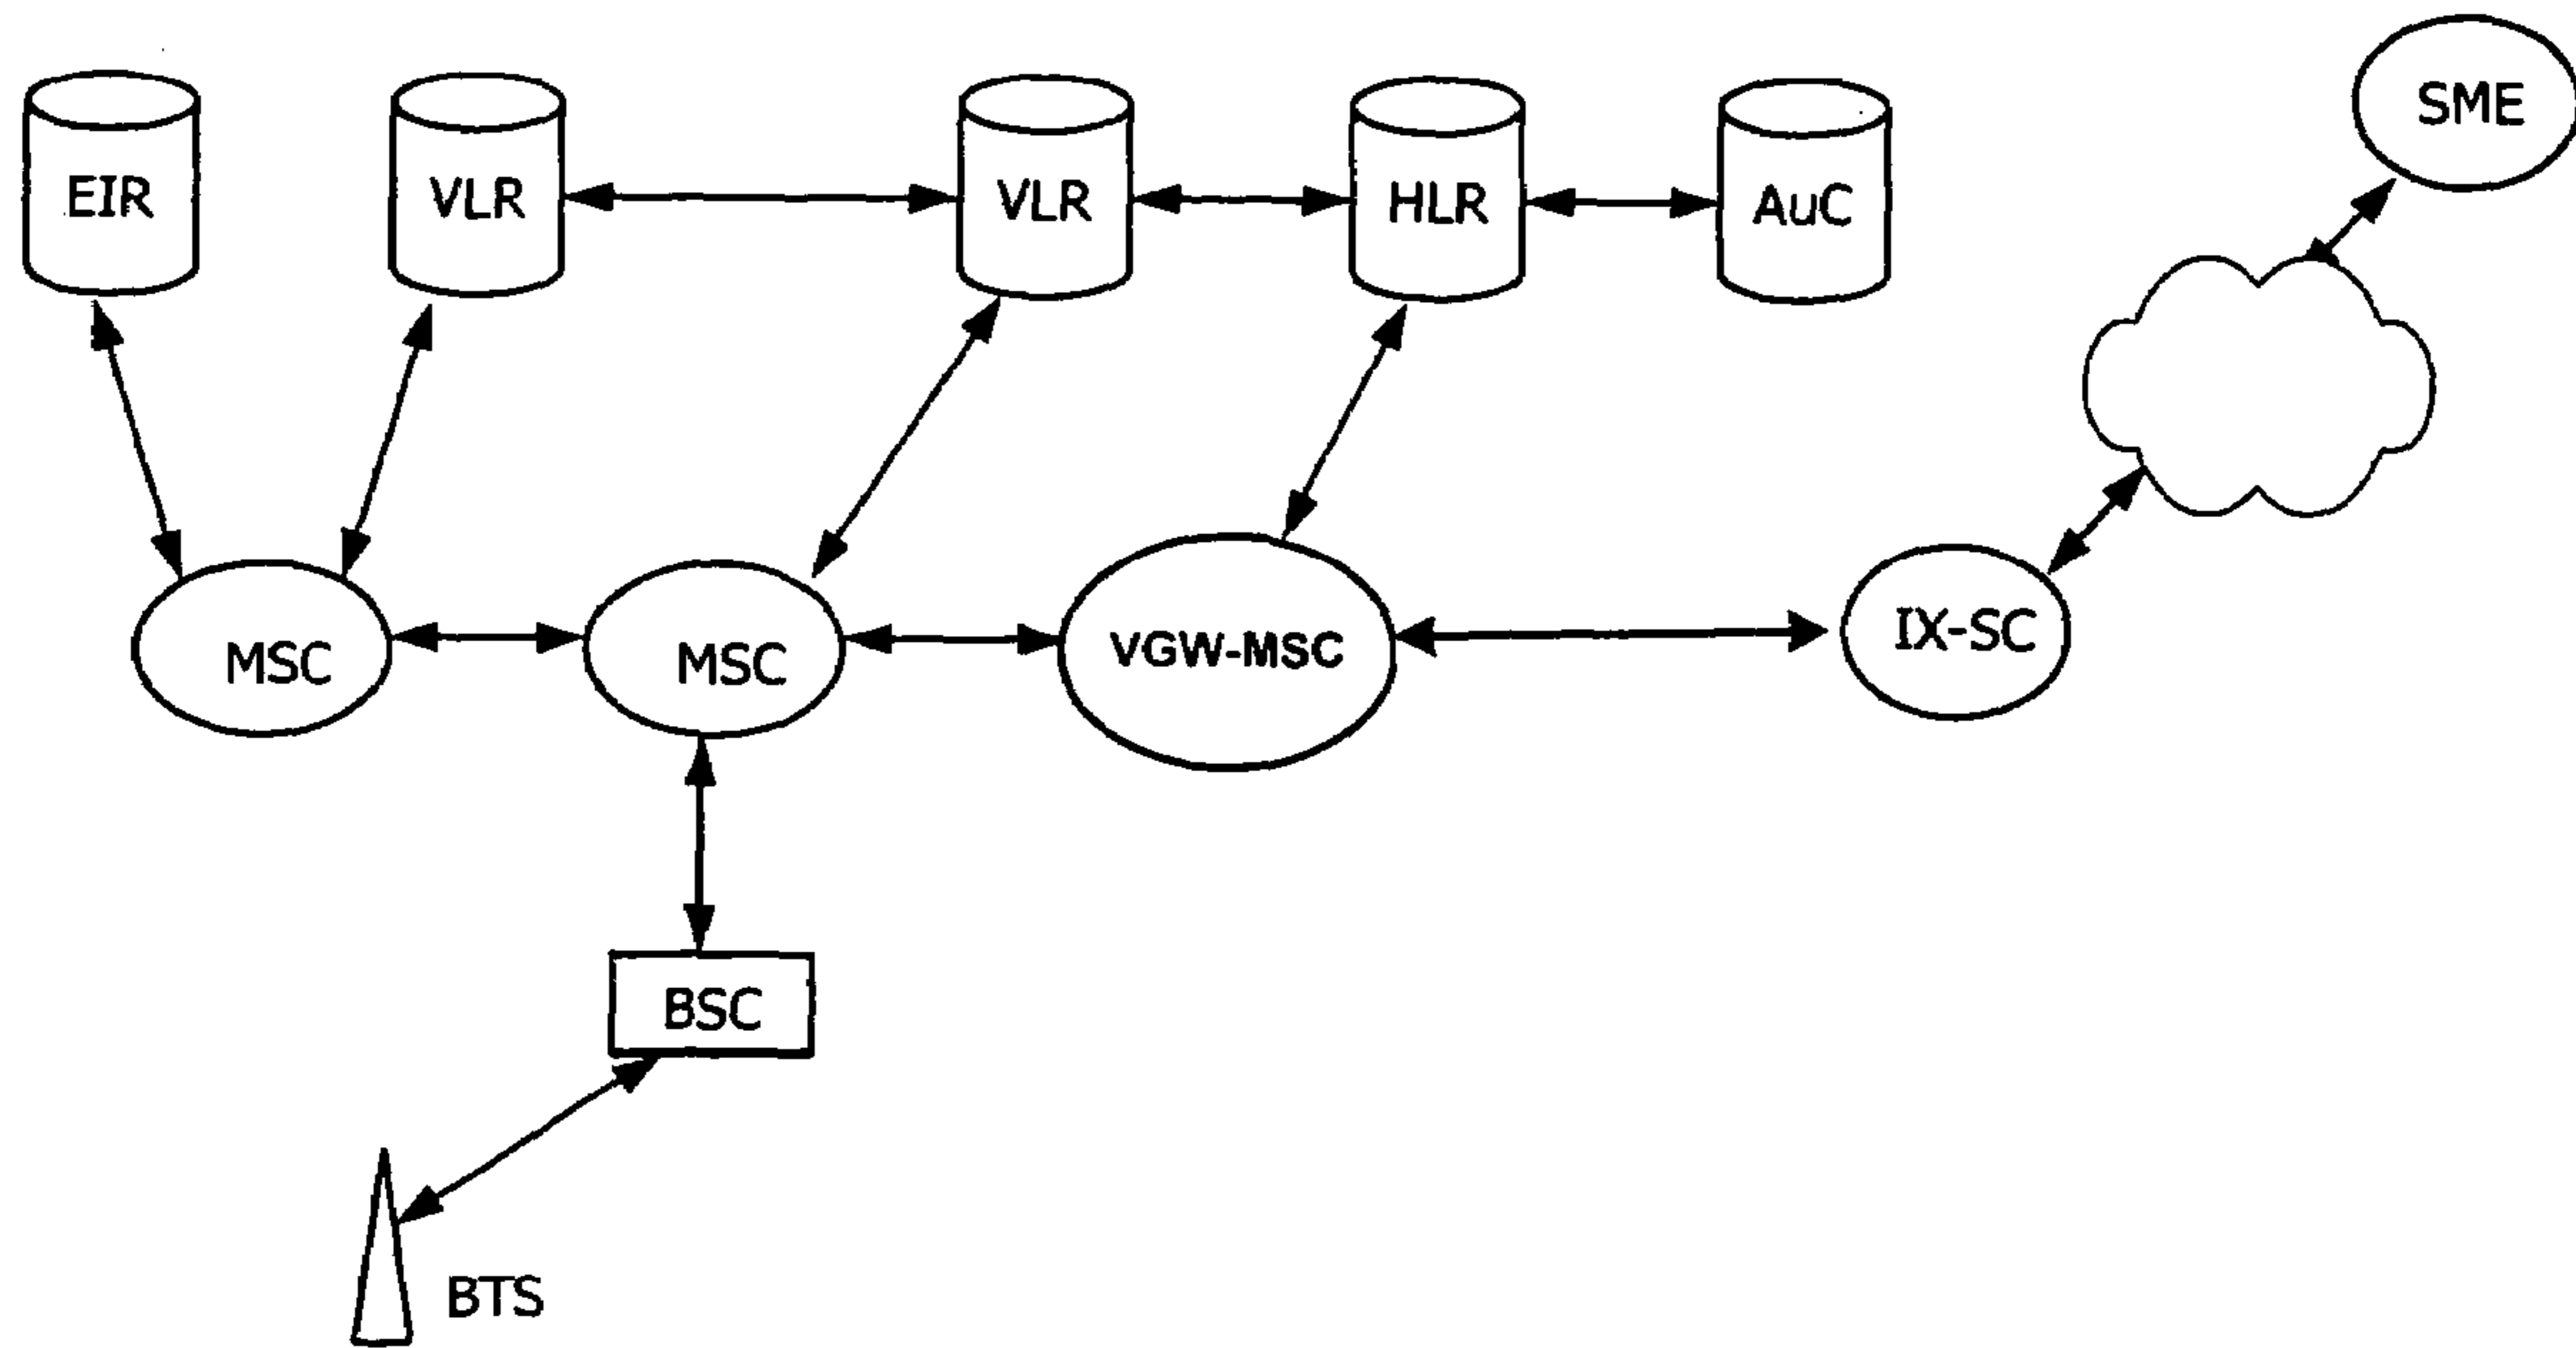 SME
EIR
VLR
VLR
HLR
AuC
MSC
MSC
VGW-MSC
IX-SC
BSC
BTS